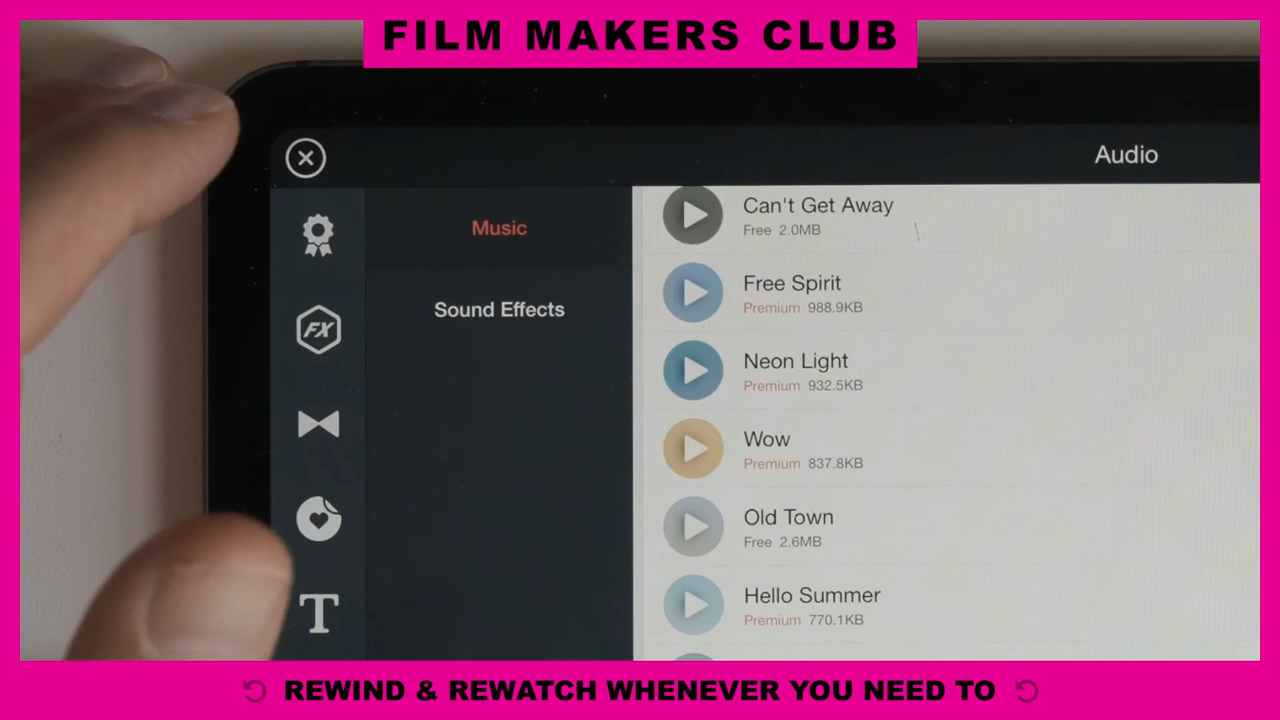 FILM MAKERS CLUB
Audio
Music
Sound Effects
FX
T
Can't Get Away
Free 2.0MB
Free Spirit
Premium 988.9KB
Neon Light
Premium 932.5KB
Wow
Premium 837.8KB
Old Town
Free 2.6MB
Hello Summer
Premium 770.1KB
REWIND & REWATCH WHENEVER YOU NEED TO